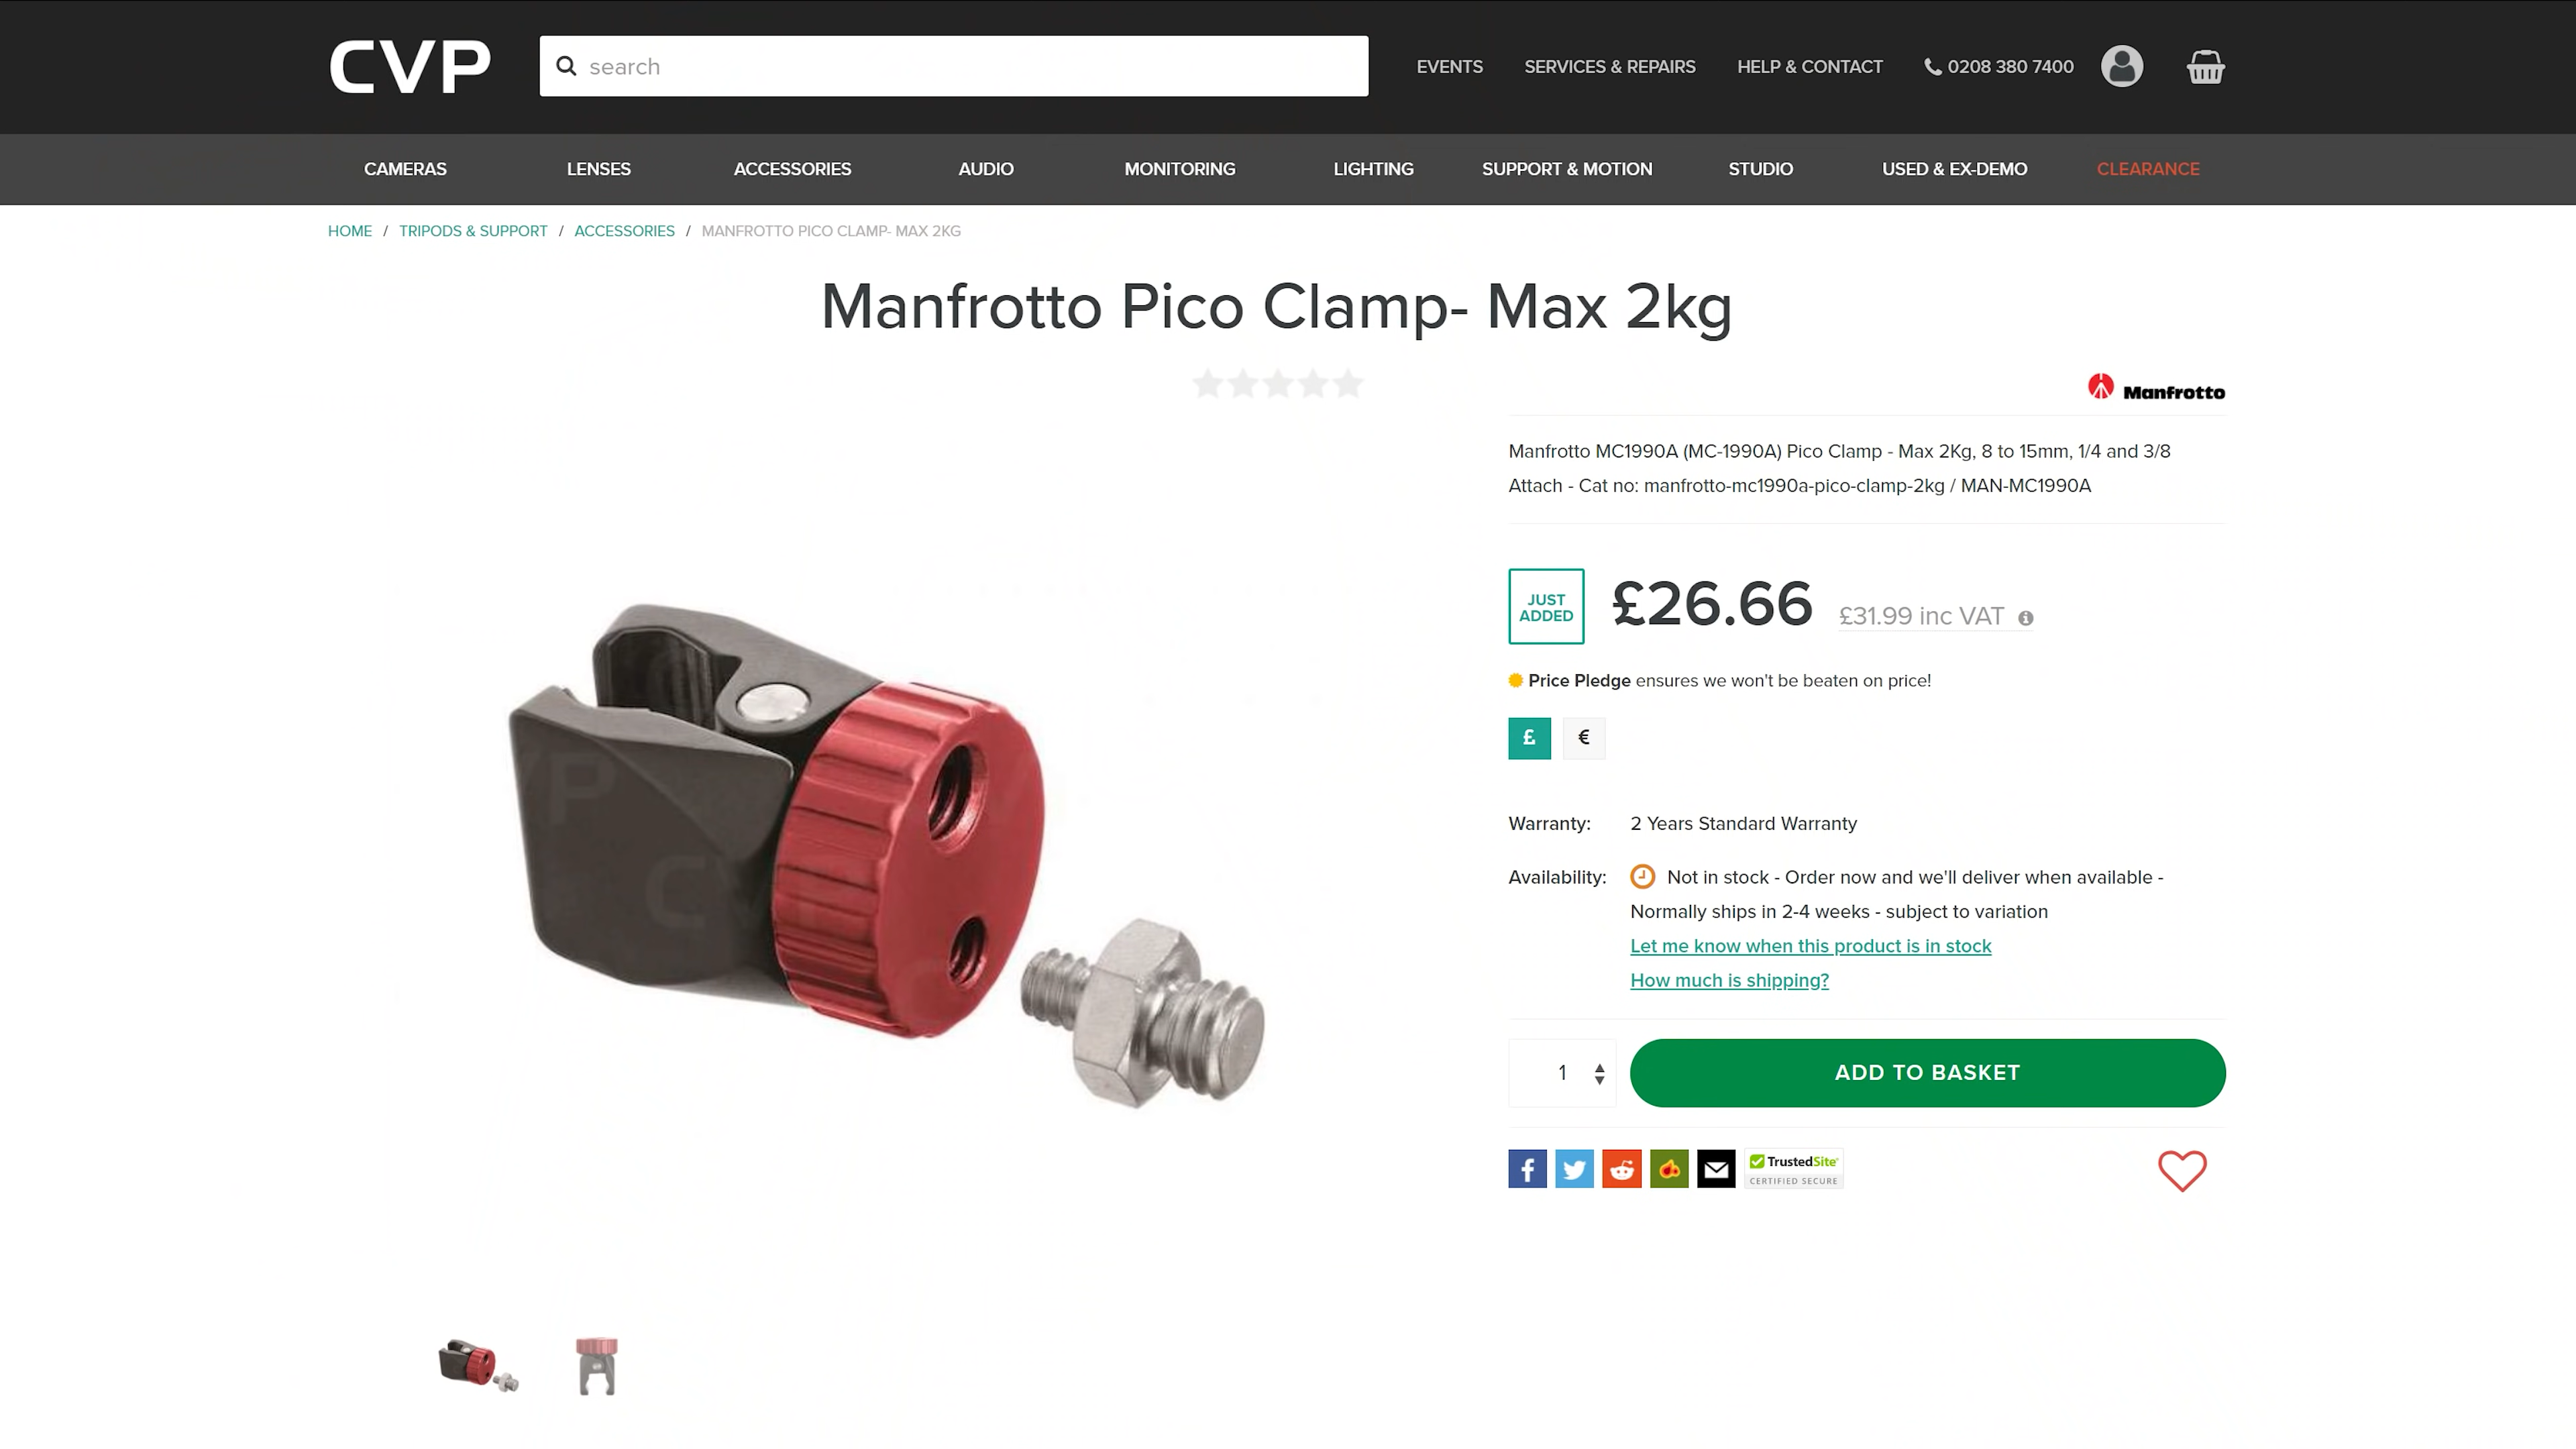 CVP
search
EVENTS
SERVICES & REPAIRS
HELP & CONTACT
0208 380 7400
CAMERAS
LENSES
ACCESSORIES
AUDIO
MONITORING
LIGHTING
SUPPORT & MOTION
STUDIO
USED & EX-DEMO
CLEARANCE
HOME / TRIPODS & SUPPORT / ACCESSORIES / MANFROTTO PICO CLAMP- MAX 2KG
Manfrotto Pico Clamp- Max 2kg
Manfrotto
Manfrotto MC1990A (MC-1990A) Pico Clamp - Max 2Kg, 8 to 15mm, 1/4 and 3/8
Attach - Cat no: manfrotto-mc1990a-pico-clamp-2kg / MAN-MC1990A
JUST
ADDED
£26.66
£31.99 inc VAT
Price Pledge ensures we won't be beaten on price!
£
€
Warranty: 2 Years Standard Warranty
Availability: Not in stock - Order now and we'll deliver when available -
Normally ships in 2-4 weeks - subject to variation
Let me know when this product is in stock
How much is shipping?
1
ADD TO BASKET
TrustedSite
CERTIFIED SECURE